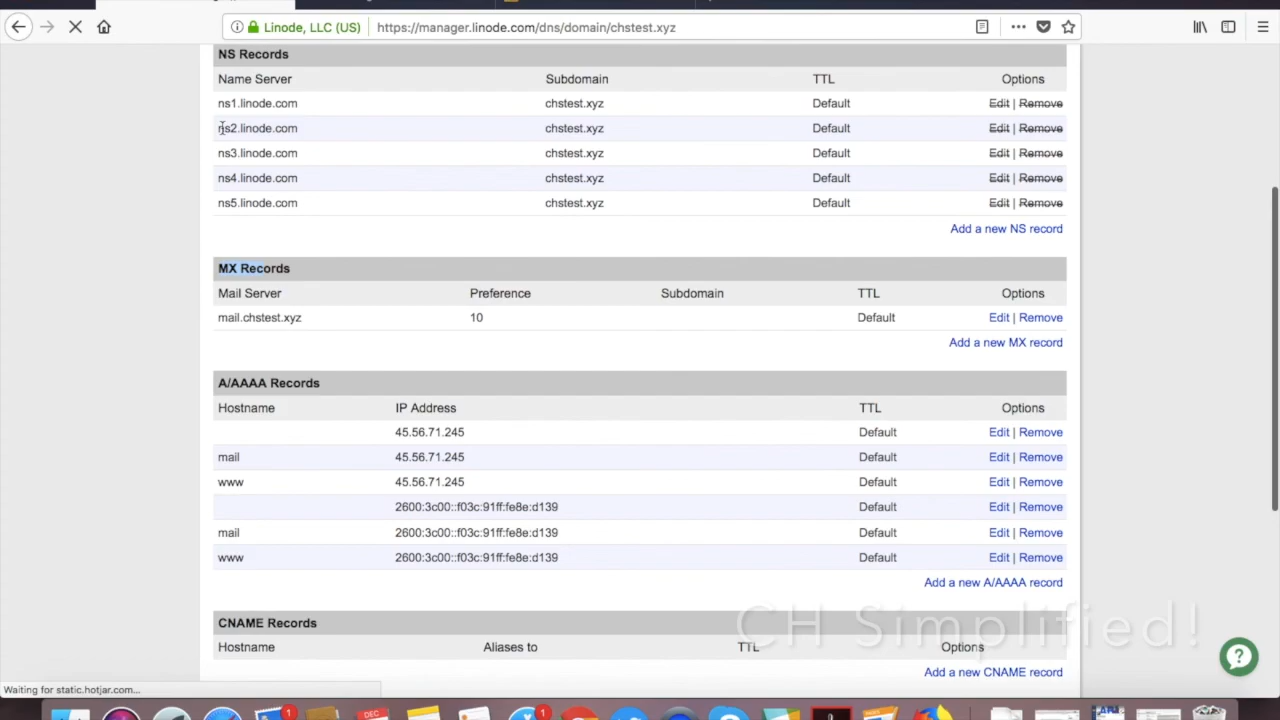 Linode, LLC (US) https://manager.linode.com/dns/domain/chstest.xyz
NS Records
Name Server Subdomain TTL Options
ns1.linode.com chstest.xyz Default Edit | Remove
ns2.linode.com chstest.xyz Default Edit | Remove
ns3.linode.com chstest.xyz Default Edit | Remove
ns4.linode.com chstest.xyz Default Edit | Remove
ns5.linode.com chstest.xyz Default Edit | Remove
Add a new NS record
MX Records
Mail Server Preference Subdomain TTL Options
mail.chstest.xyz 10 Default Edit | Remove
Add a new MX record
A/AAAA Records
Hostname IP Address TTL Options
45.56.71.245 Default Edit | Remove
mail 45.56.71.245 Default Edit | Remove
www 45.56.71.245 Default Edit | Remove
2600:3c00::f03c:91ff:fe8e:d139 Default Edit | Remove
mail 2600:3c00::f03c:91ff:fe8e:d139 Default Edit | Remove
www 2600:3c00::f03c:91ff:fe8e:d139 Default Edit | Remove
Add a new A/AAAA record
CH Simplified!
CNAME Records
Hostname Aliases to TTL Options
Add a new CNAME record
Waiting for static.hotjar.com...
DEC
1
1